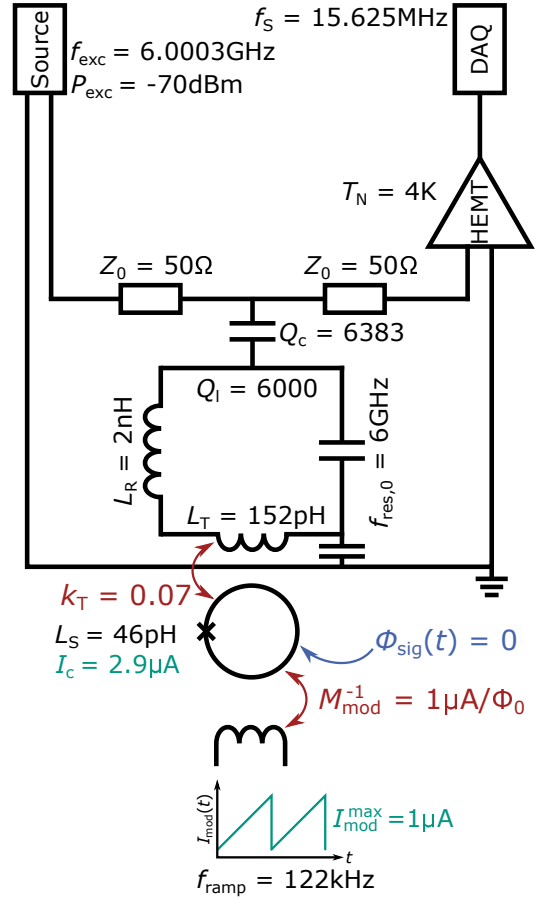 Source
f_exc = 6.0003GHz
P_exc = -70dBm
f_S = 15.625MHz
DAQ
T_N = 4K
HEMT
Z_0 = 50Ω
Z_0 = 50Ω
Q_c = 6383
Q_l = 6000
L_R = 2nH
f_res,0 = 6GHz
L_T = 152pH
k_T = 0.07
L_S = 46pH
I_c = 2.9µA
Φ_sig(t) = 0
M_mod^-1 = 1µA/Φ_0
I_mod(t)
I_mod^max = 1µA
t
f_ramp = 122kHz